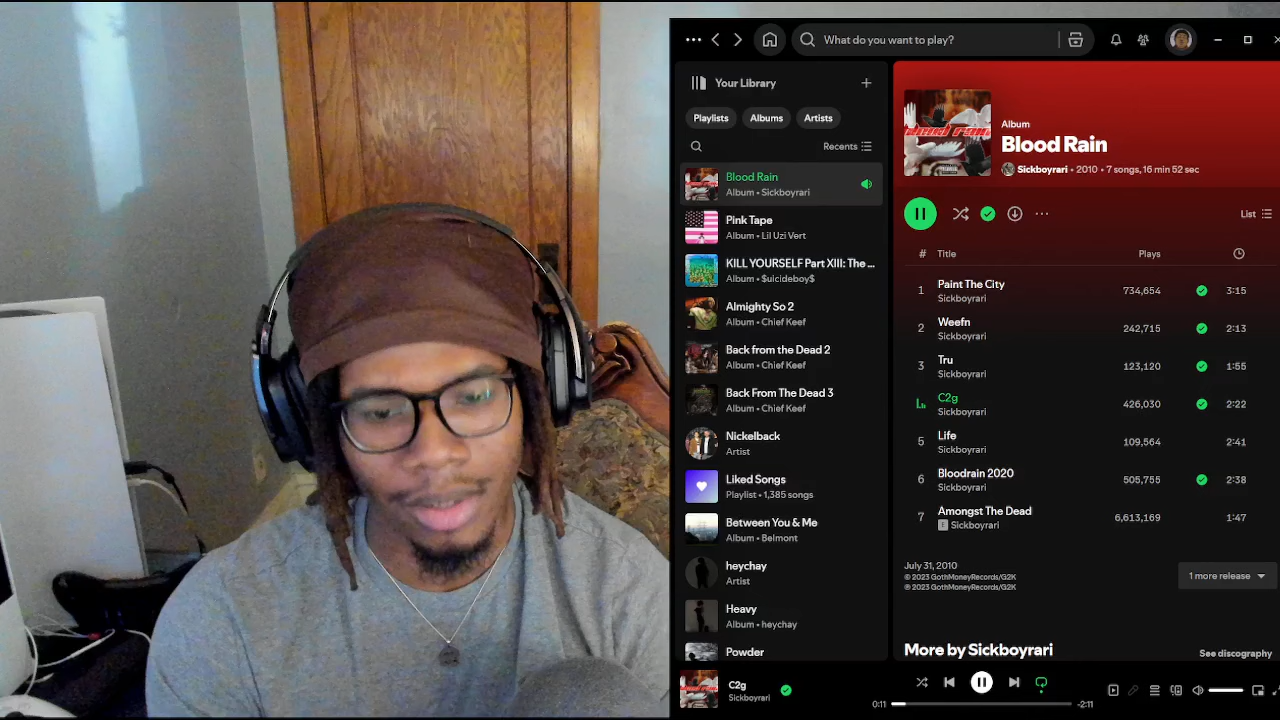 What do you want to play?
Your Library
Playlists
Albums
Artists
Recents
Blood Rain
Album • Sickboyrari
Pink Tape
Album • Lil Uzi Vert
KILL YOURSELF Part XIII: The ...
Album • $uicideboy$
Almighty So 2
Album • Chief Keef
Back from the Dead 2
Album • Chief Keef
Back From The Dead 3
Album • Chief Keef
Nickelback
Artist
Liked Songs
Playlist • 1,385 songs
Between You & Me
Album • Belmont
heychay
Artist
Heavy
Album • heychay
Powder
Album
Blood Rain
Sickboyrari • 2010 • 7 songs, 16 min 52 sec
List
# Title Plays
1 Paint The City 734,654 3:15
Sickboyrari
2 Weefn 242,715 2:13
Sickboyrari
3 Tru 123,120 1:55
Sickboyrari
C2g 426,030 2:22
Sickboyrari
5 Life 109,564 2:41
Sickboyrari
6 Bloodrain 2020 505,755 2:38
Sickboyrari
7 Amongst The Dead 6,613,169 1:47
E Sickboyrari
July 31, 2010
© 2023 GothMoneyRecords/G2K
℗ 2023 GothMoneyRecords/G2K
1 more release
More by Sickboyrari
See discography
C2g
Sickboyrari
0:11
-2:11